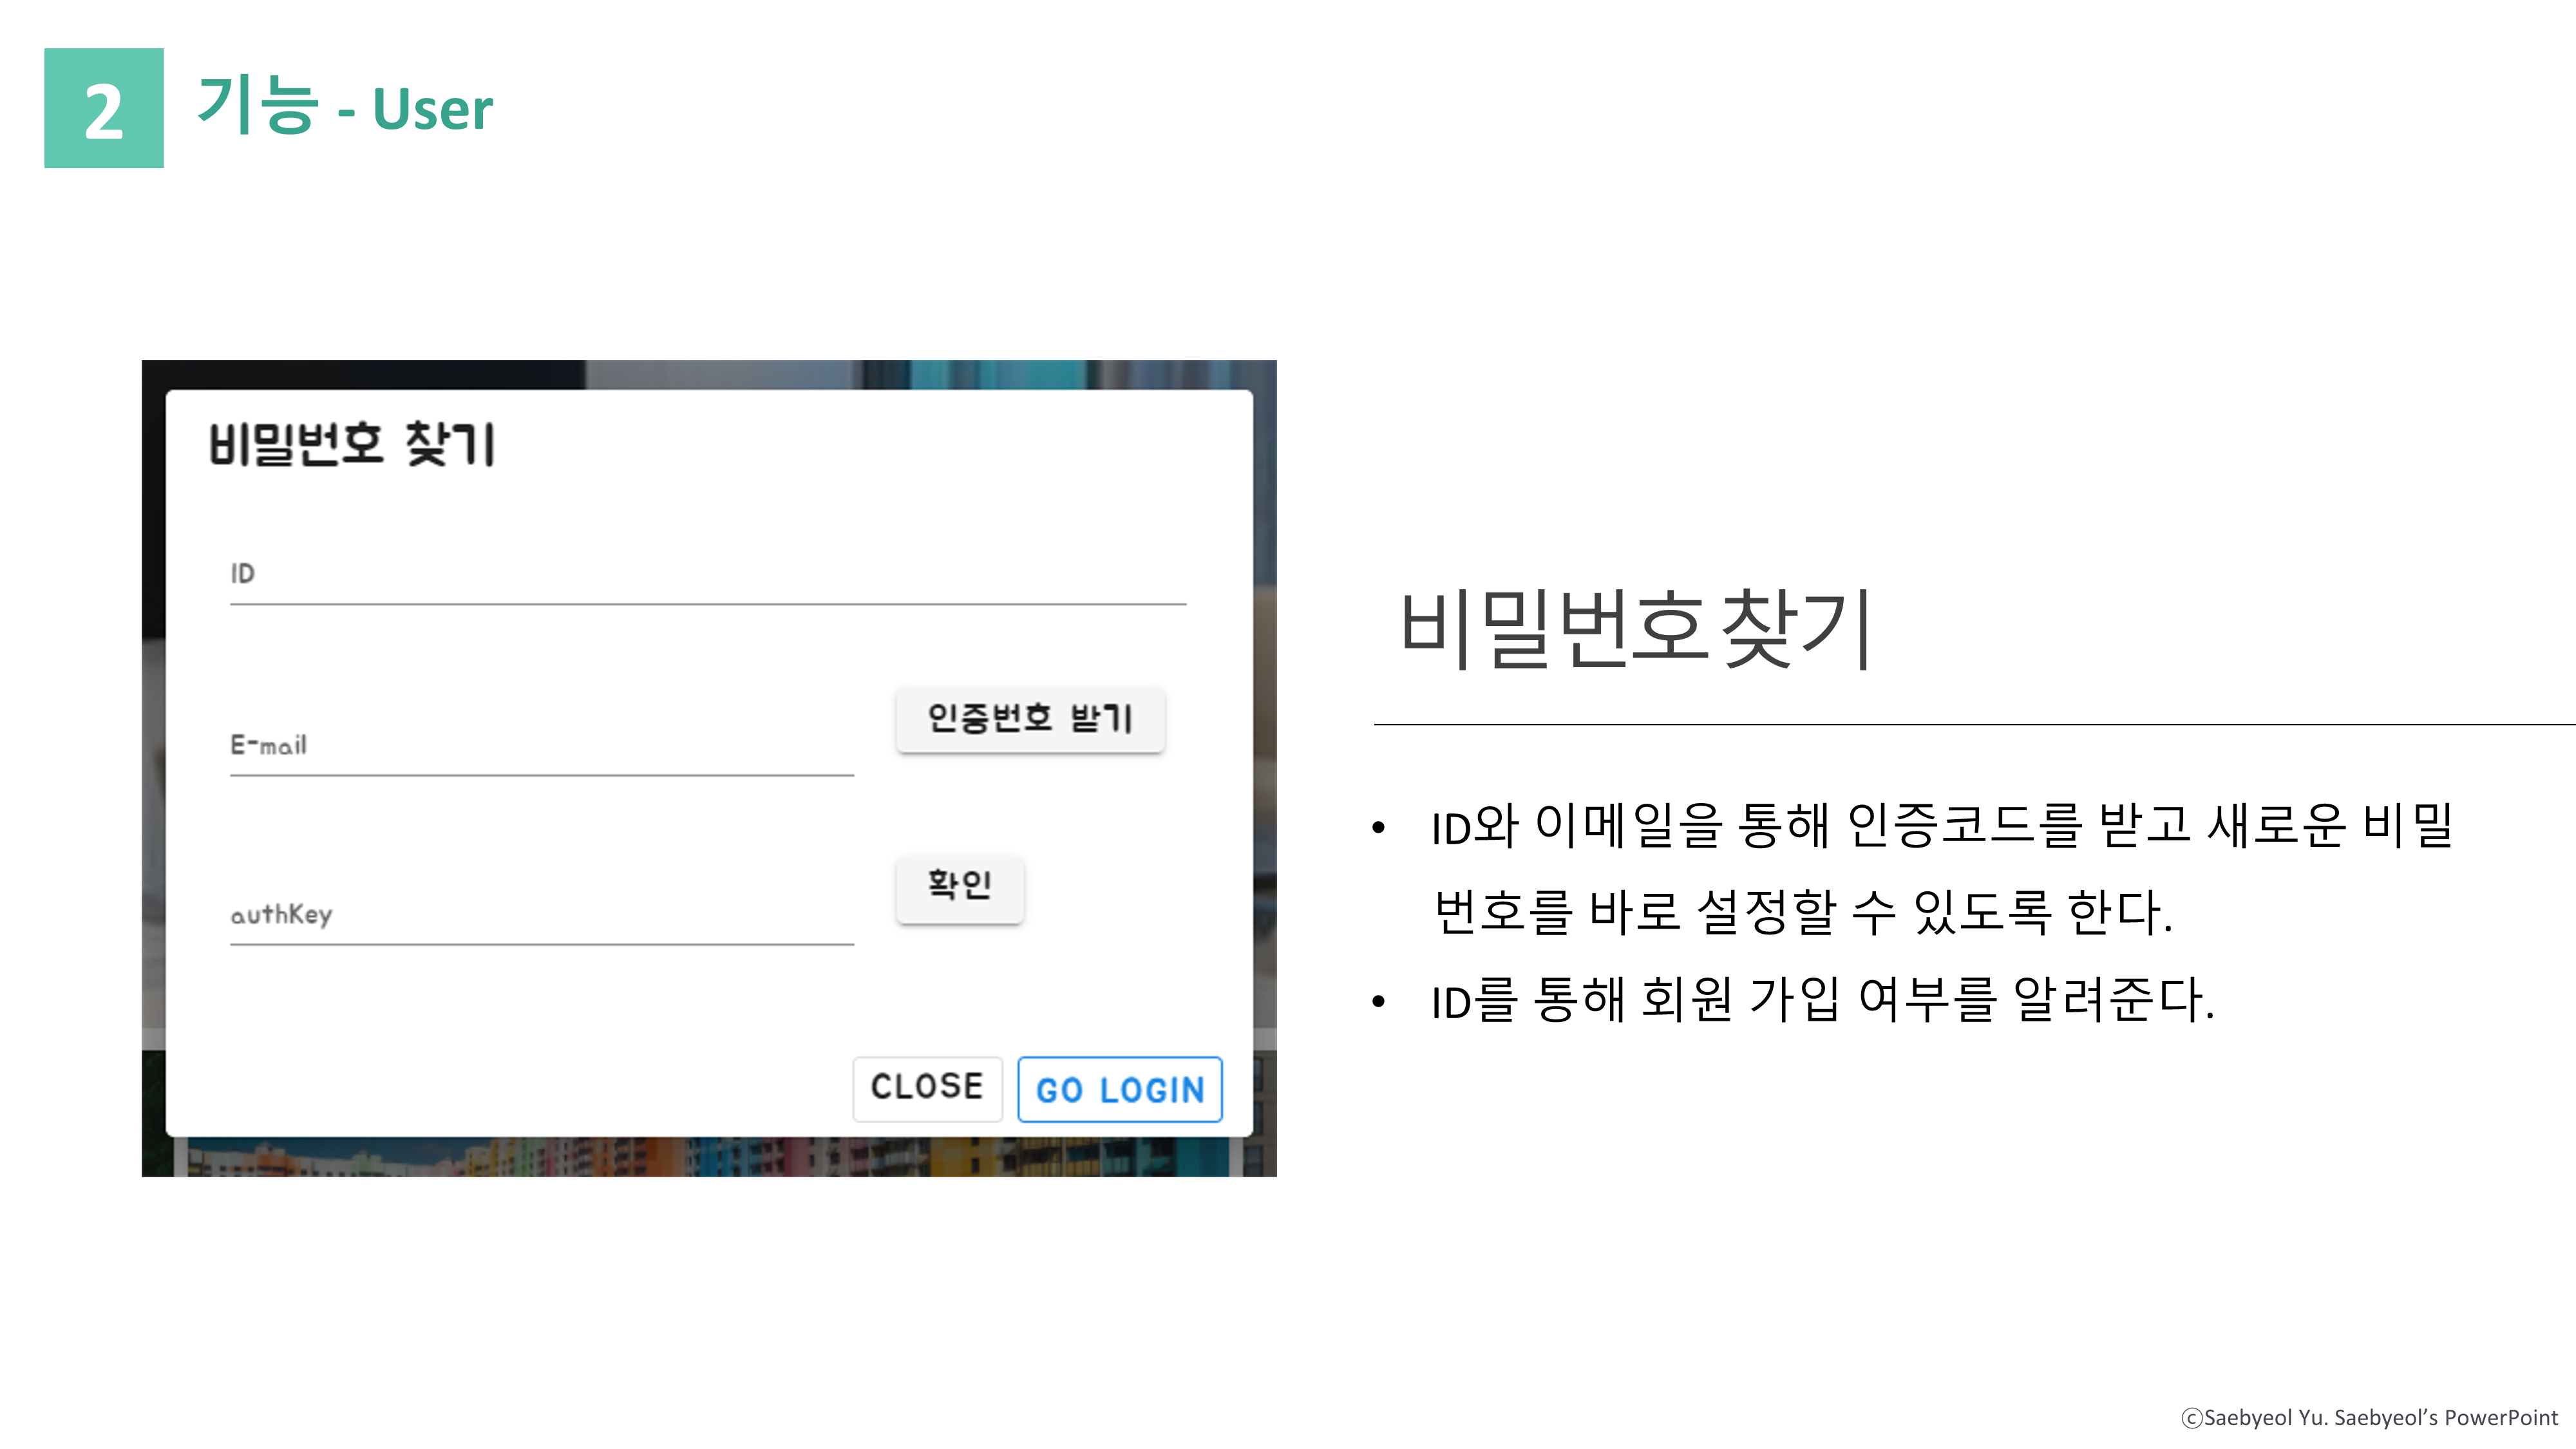 2
기능 - User
비밀번호 찾기
ID
E-mail
인증번호 받기
authKey
확인
CLOSE
GO LOGIN
비밀번호 찾기
• ID와 이메일을 통해 인증코드를 받고 새로운 비밀
번호를 바로 설정할 수 있도록 한다.
• ID를 통해 회원 가입 여부를 알려준다.
ⓒSaebyeol Yu. Saebyeol’s PowerPoint